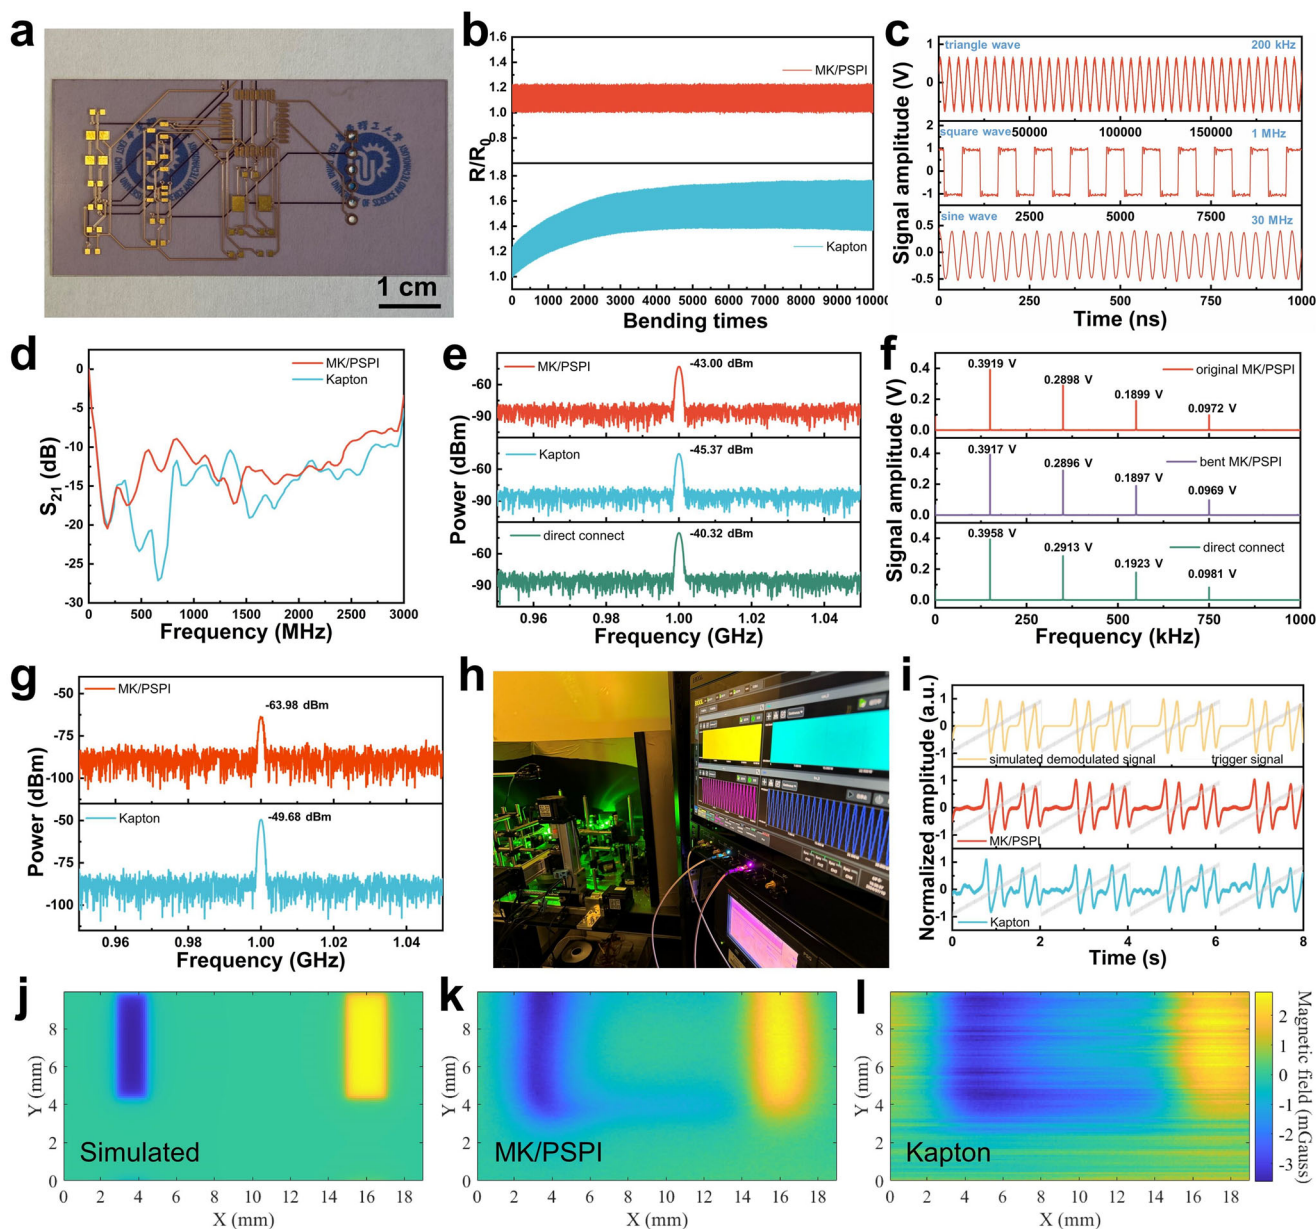 a
1 cm
b
R/R0
1.6
1.4
1.2
1.0
MK/PSPI
1.6
1.4
1.2
1.0
Kapton
0 1000 2000 3000 4000 5000 6000 7000 8000 9000 10000
Bending times
c
Signal amplitude (V)
1
0
triangle wave
200 kHz
50000 100000 150000
2
1
0
-1
square wave
1 MHz
2500 5000 7500
0.5
0.0
-0.5
sine wave
30 MHz
0 250 500 750 1000
Time (ns)
d
S21 (dB)
0
-5
-10
-15
-20
-25
-30
MK/PSPI
Kapton
0 500 1000 1500 2000 2500 3000
Frequency (MHz)
e
Power (dBm)
-60
-90
MK/PSPI
-43.00 dBm
-60
-90
Kapton
-45.37 dBm
-60
-90
direct connect
-40.32 dBm
0.96 0.98 1.00 1.02 1.04
Frequency (GHz)
f
Signal amplitude (V)
0.4
0.2
0.0
0.3919 V
0.2898 V
0.1899 V
0.0972 V
original MK/PSPI
0.4
0.2
0.0
0.3917 V
0.2896 V
0.1897 V
0.0969 V
bent MK/PSPI
0.4
0.2
0.0
0.3958 V
0.2913 V
0.1923 V
0.0981 V
direct connect
0 250 500 750 1000
Frequency (kHz)
g
Power (dBm)
-50
-75
-100
MK/PSPI
-63.98 dBm
-50
-75
-100
Kapton
-49.68 dBm
0.96 0.98 1.00 1.02 1.04
Frequency (GHz)
h
i
Normalized amplitude (a.u.)
1
0
-1
simulated demodulated signal
trigger signal
1
0
-1
MK/PSPI
1
0
-1
Kapton
0 2 4 6 8
Time (s)
j
Y (mm)
8
6
4
2
0
Simulated
0 2 4 6 8 10 12 14 16 18
X (mm)
k
Y (mm)
8
6
4
2
0
MK/PSPI
0 2 4 6 8 10 12 14 16 18
X (mm)
l
Y (mm)
8
6
4
2
0
Kapton
0 2 4 6 8 10 12 14 16 18
X (mm)
2
1
0
-1
-2
-3
Magnetic field (mGauss)